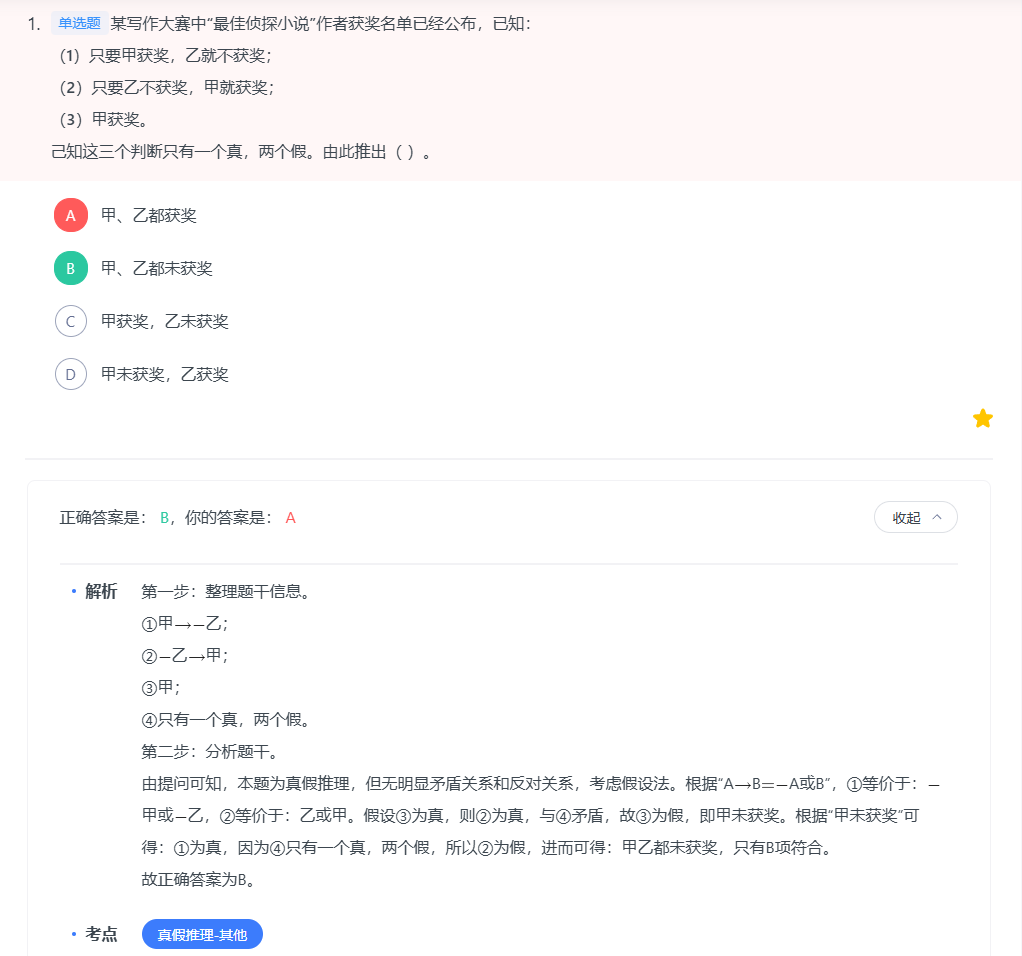 1. 单选题 某写作大赛中“最佳侦探小说”作者获奖名单已经公布，已知：
（1）只要甲获奖，乙就不获奖；
（2）只要乙不获奖，甲就获奖；
（3）甲获奖。
己知这三个判断只有一个真，两个假。由此推出（ ）。
A 甲、乙都获奖
B 甲、乙都未获奖
C 甲获奖，乙未获奖
D 甲未获奖，乙获奖
正确答案是： B，你的答案是： A
收起
解析 第一步：整理题干信息。
①甲→—乙；
②—乙→甲；
③甲；
④只有一个真，两个假。
第二步：分析题干。
由提问可知，本题为真假推理，但无明显矛盾关系和反对关系，考虑假设法。根据“A→B=—A或B”，①等价于：—
甲或—乙，②等价于：乙或甲。假设③为真，则②为真，与④矛盾，故③为假，即甲未获奖。根据“甲未获奖”可
得：①为真，因为④只有一个真，两个假，所以②为假，进而可得：甲乙都未获奖，只有B项符合。
故正确答案为B。
考点 真假推理-其他